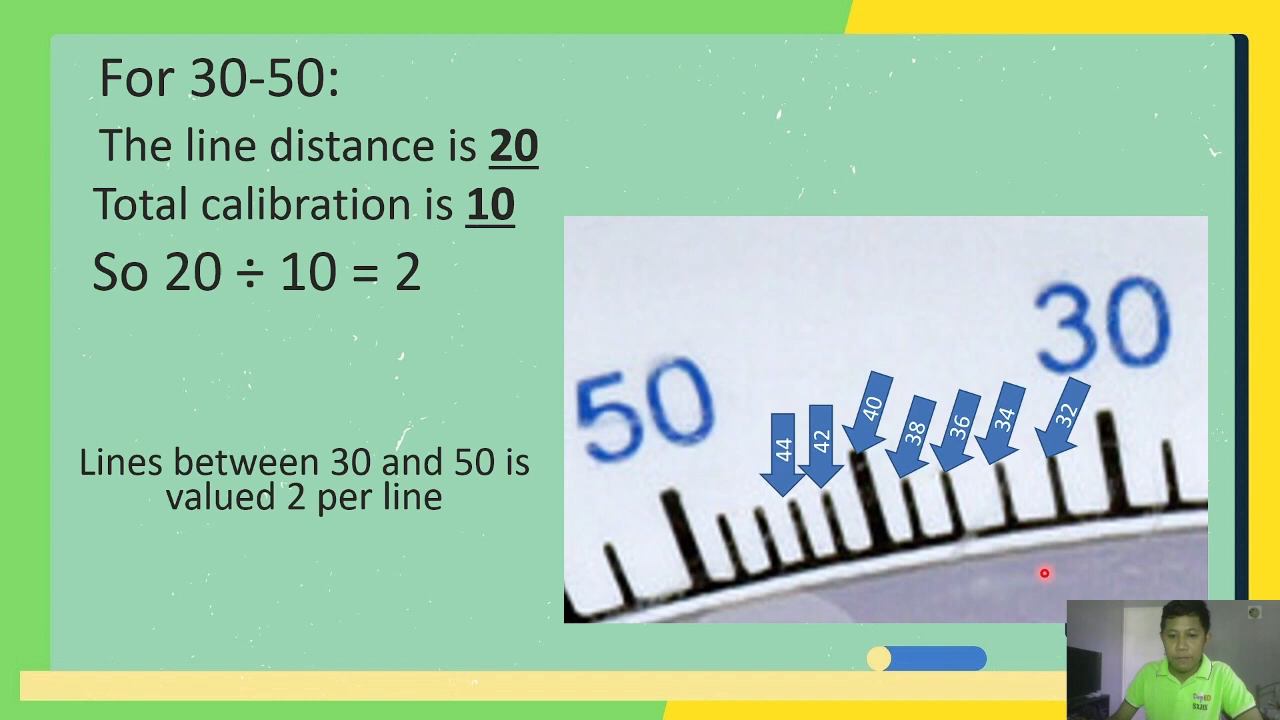 For 30-50:
The line distance is 20
Total calibration is 10
So 20 ÷ 10 = 2
Lines between 30 and 50 is
valued 2 per line
50
30
44
42
40
38
36
34
32